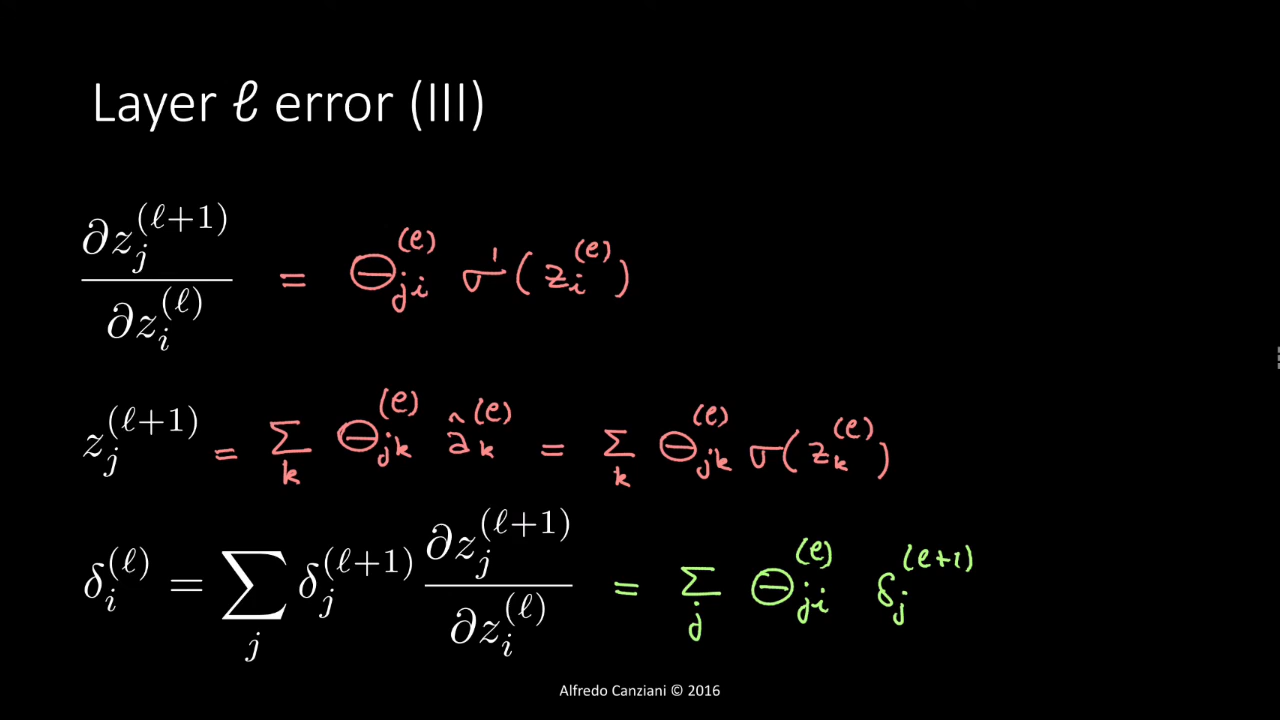 Layer ℓ error (III)
∂z_j^(ℓ+1) / ∂z_i^(ℓ) = Θ_ji^(ℓ) σ'(z_i^(ℓ))
z_j^(ℓ+1) = Σ_k Θ_jk^(ℓ) â_k^(ℓ) = Σ_k Θ_jk^(ℓ) σ(z_k^(ℓ))
δ_i^(ℓ) = Σ_j δ_j^(ℓ+1) ∂z_j^(ℓ+1) / ∂z_i^(ℓ) = Σ_j Θ_ji^(ℓ) δ_j^(ℓ+1)
Alfredo Canziani © 2016